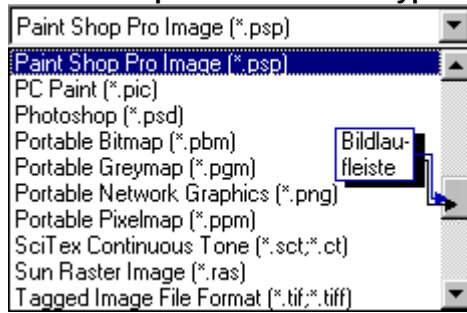 Paint Shop Pro Image (*.psp)
Paint Shop Pro Image (*.psp)
PC Paint (*.pic)
Photoshop (*.psd)
Portable Bitmap (*.pbm)
Portable Greymap (*.pgm)
Portable Network Graphics (*.png)
Portable Pixelmap (*.ppm)
SciTex Continuous Tone (*.sct;*.ct)
Sun Raster Image (*.ras)
Tagged Image File Format (*.tif;*.tiff)
Bildlau-
fleiste